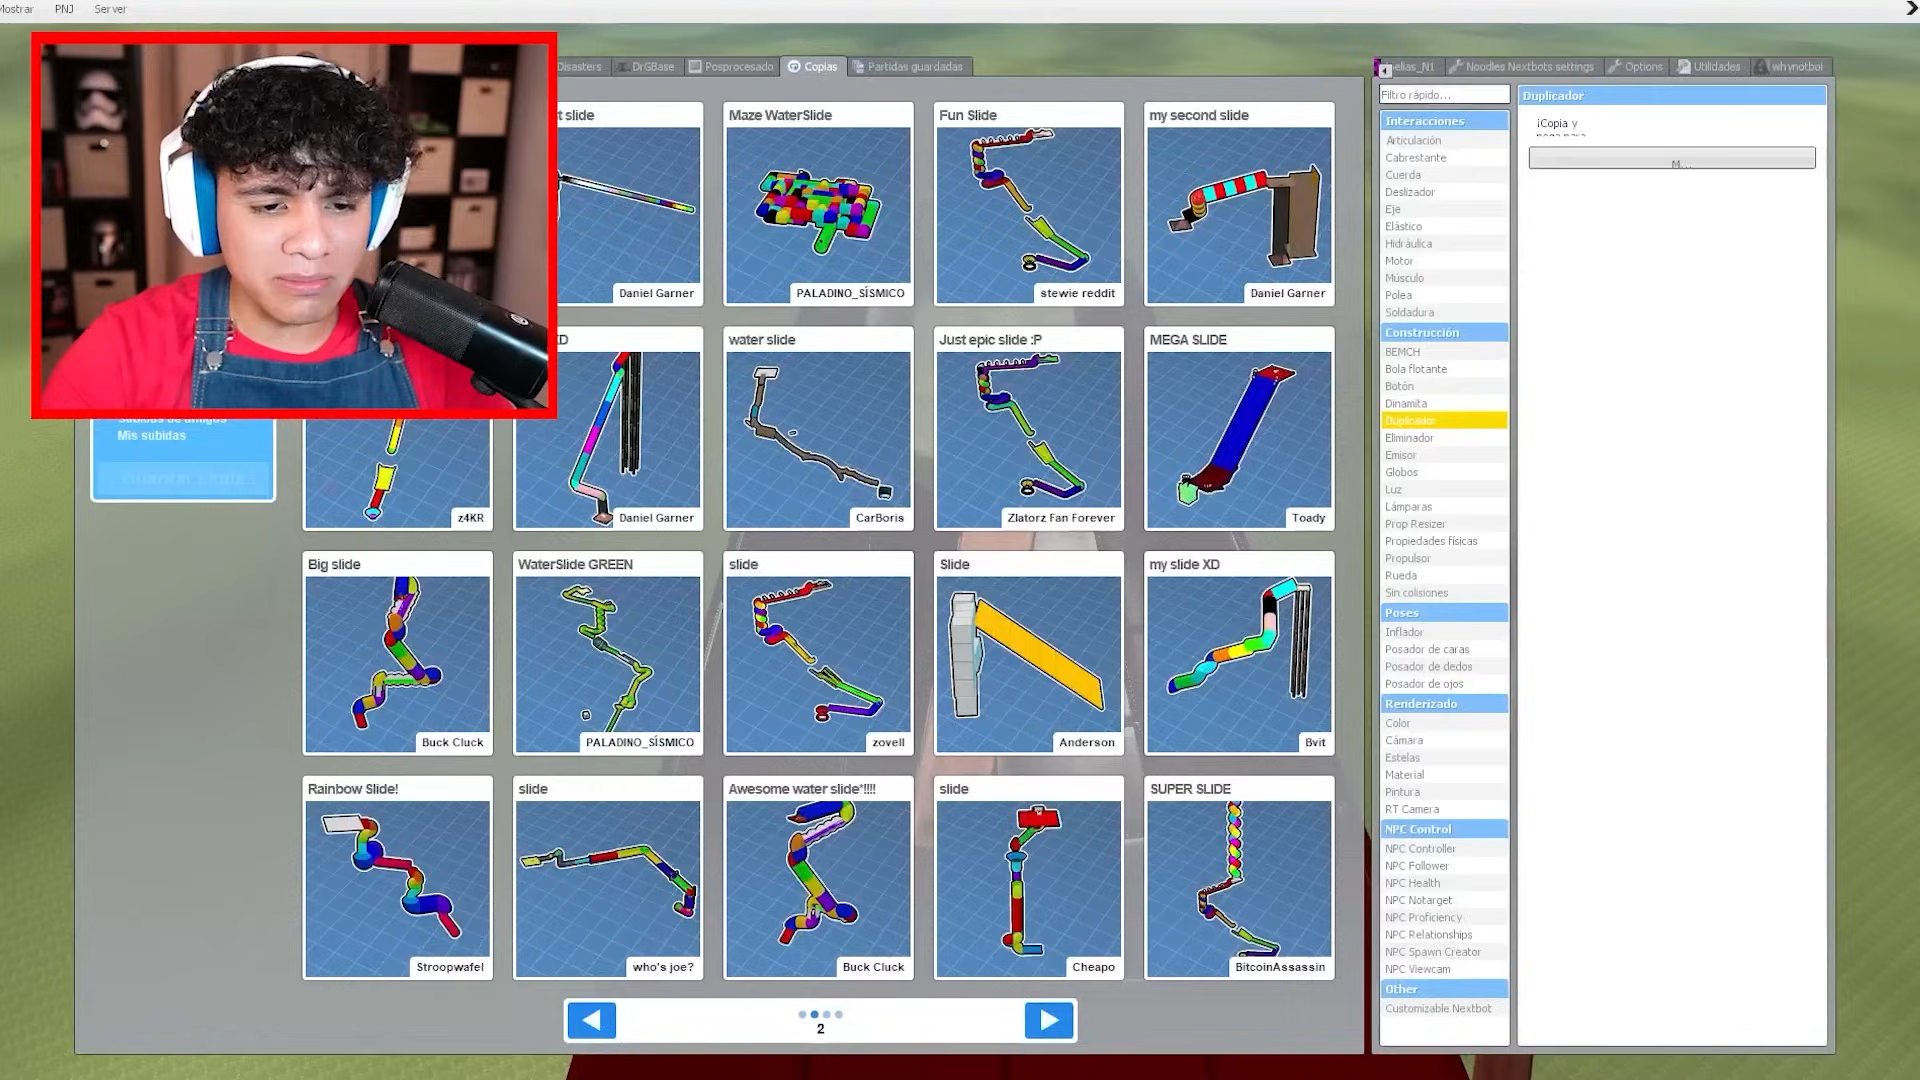 Mostrar PNJ Server
Disasters DrGBase Posprocesado Copias Partidas guardadas
elias_N1 Noodles Nextbots settings Options Utilidades whynotboi
t slide
Daniel Garner
Maze WaterSlide
PALADINO_SÍSMICO
Fun Slide
stewie reddit
my second slide
Daniel Garner
Mis subidas
z4KR
XD
Daniel Garner
water slide
CarBoris
Just epic slide :P
Zlatorz Fan Forever
MEGA SLIDE
Toady
Big slide
Buck Cluck
WaterSlide GREEN
PALADINO_SÍSMICO
slide
zovell
Slide
Anderson
my slide XD
Bvit
Rainbow Slide!
Stroopwafel
slide
who's joe?
Awesome water slide*!!!!
Buck Cluck
slide
Cheapo
SUPER SLIDE
BitcoinAssassin
2
Filtro rápido...
Interacciones
Articulación
Cabrestante
Cuerda
Deslizador
Eje
Elástico
Hidráulica
Motor
Músculo
Polea
Soldadura
Construcción
BEMCH
Bola flotante
Botón
Dinamita
Duplicador
Eliminador
Emisor
Globos
Luz
Lámparas
Prop Resizer
Propiedades físicas
Propulsor
Rueda
Sin colisiones
Poses
Inflador
Posador de caras
Posador de dedos
Posador de ojos
Renderizado
Color
Cámara
Estelas
Material
Pintura
RT Camera
NPC Control
NPC Controller
NPC Follower
NPC Health
NPC Notarget
NPC Proficiency
NPC Relationships
NPC Spawn Creator
NPC Viewcam
Other
Customizable Nextbot
Duplicador
¡Copia y
M...